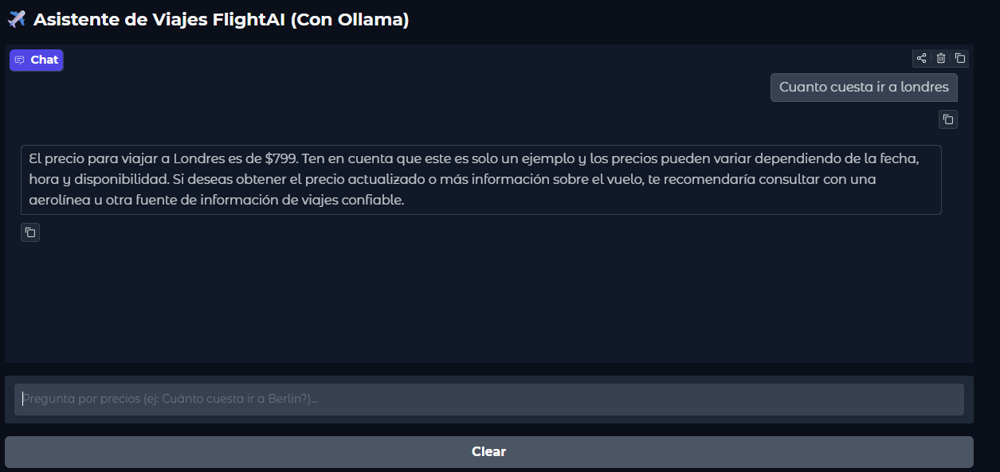 Asistente de Viajes FlightAI (Con Ollama)
Chat
Cuanto cuesta ir a londres
El precio para viajar a Londres es de $799. Ten en cuenta que este es solo un ejemplo y los precios pueden variar dependiendo de la fecha,
hora y disponibilidad. Si deseas obtener el precio actualizado o más información sobre el vuelo, te recomendaría consultar con una
aerolínea u otra fuente de información de viajes confiable.
Pregunta por precios (ej: Cuánto cuesta ir a Berlin?)...
Clear